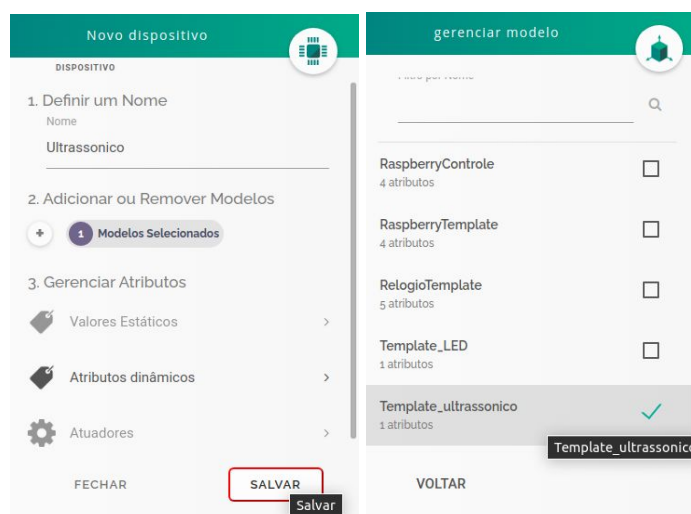 Novo dispositivo
DISPOSITIVO
1. Definir um Nome
Nome
Ultrassonico
2. Adicionar ou Remover Modelos
+ 1 Modelos Selecionados
3. Gerenciar Atributos
Valores Estáticos
Atributos dinâmicos
Atuadores
FECHAR SALVAR
Salvar
gerenciar modelo
RaspberryControle
4 atributos
RaspberryTemplate
4 atributos
RelogioTemplate
5 atributos
Template_LED
1 atributos
Template_ultrassonico
1 atributos
Template_ultrassonico
VOLTAR